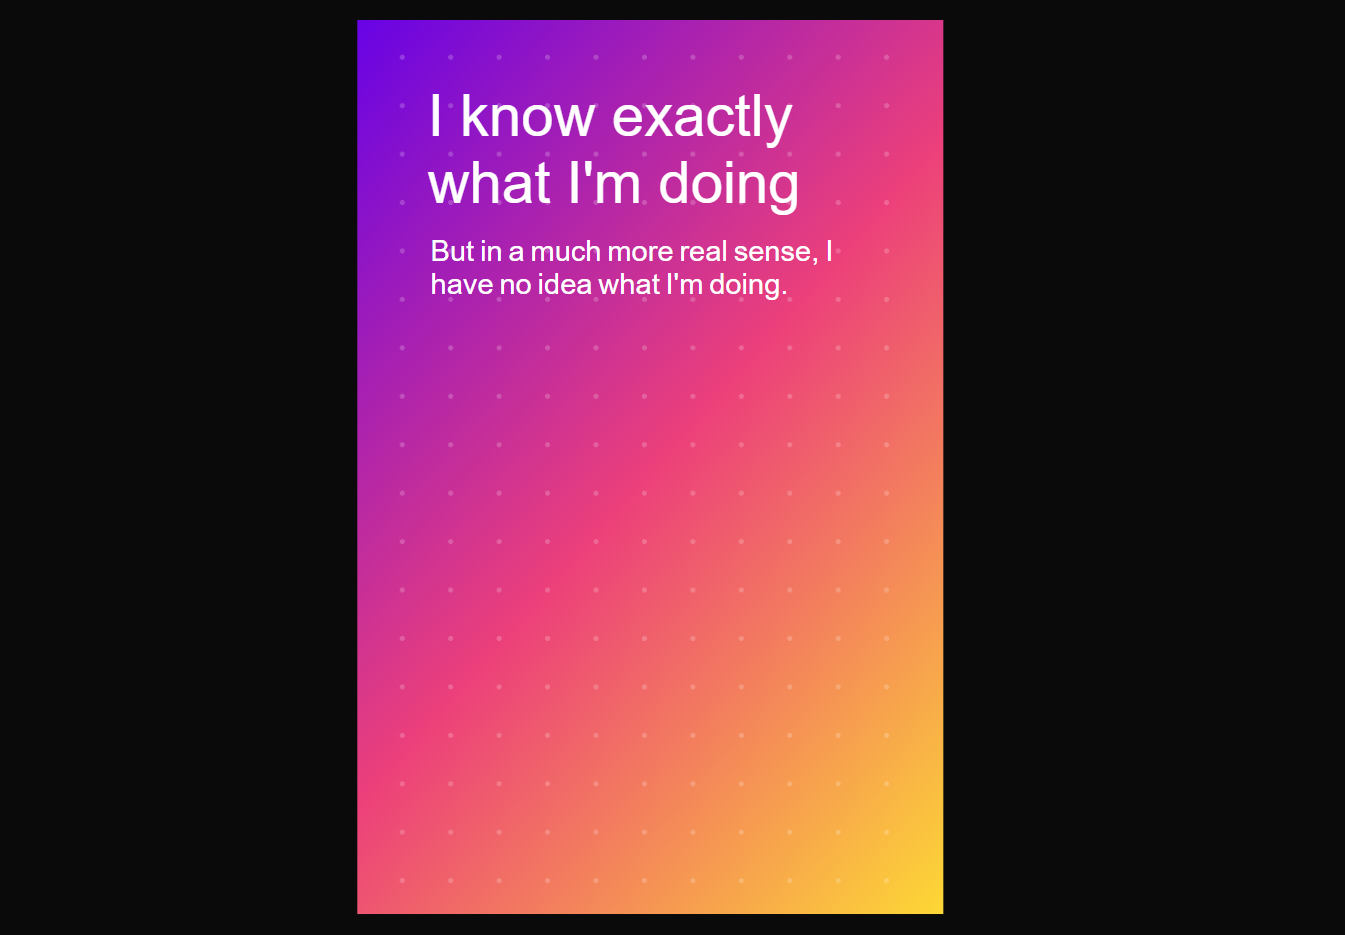 I know exactly
what I'm doing
But in a much more real sense, I
have no idea what I'm doing.